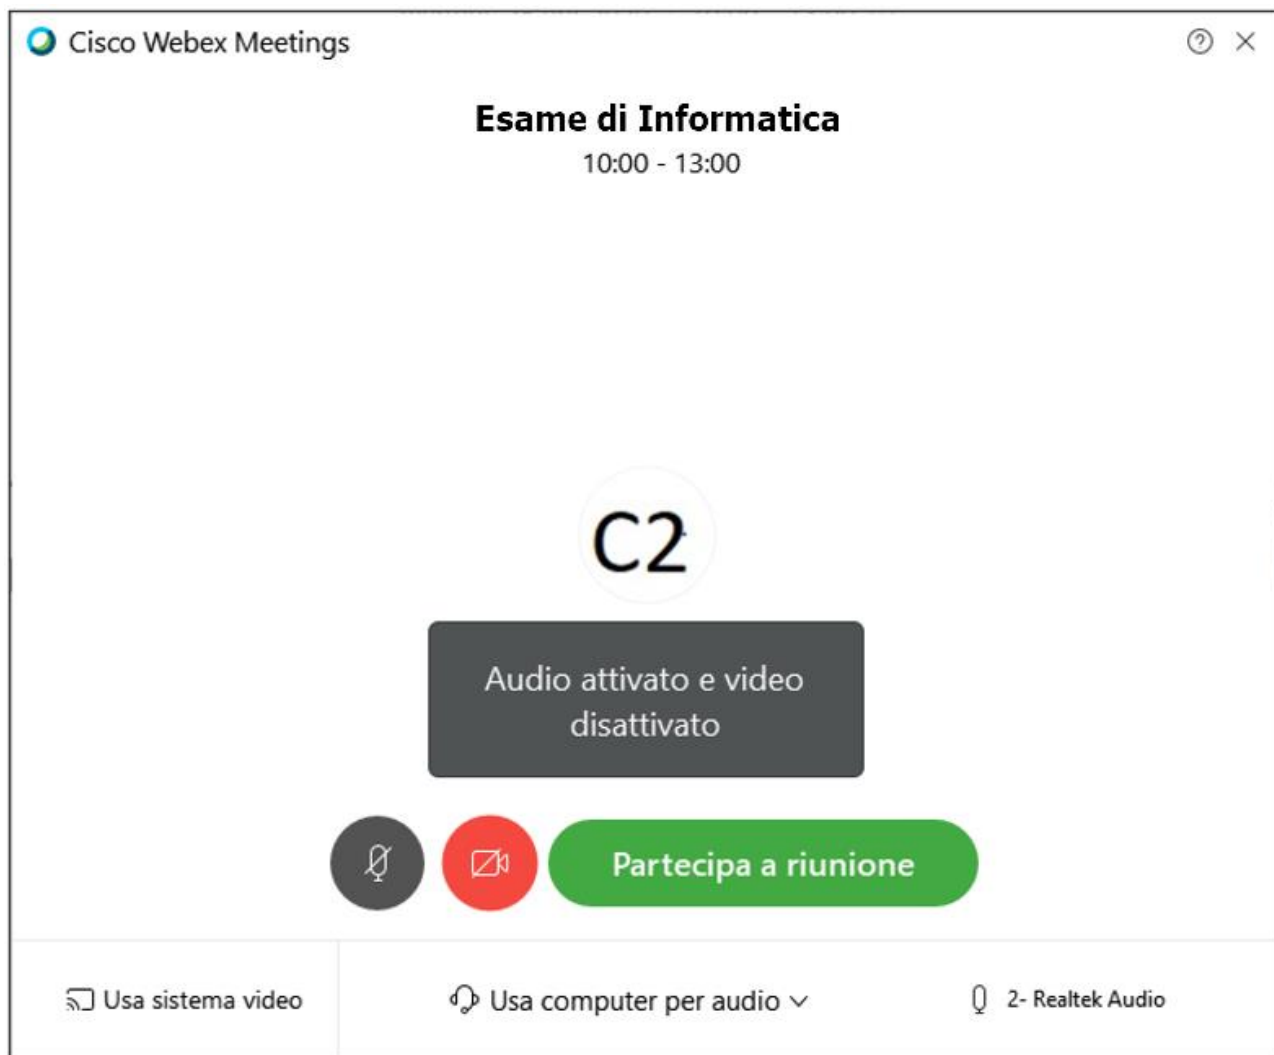 Cisco Webex Meetings
Esame di Informatica
10:00 - 13:00
C2
Audio attivato e video
disattivato
Partecipa a riunione
Usa sistema video
Usa computer per audio
2- Realtek Audio